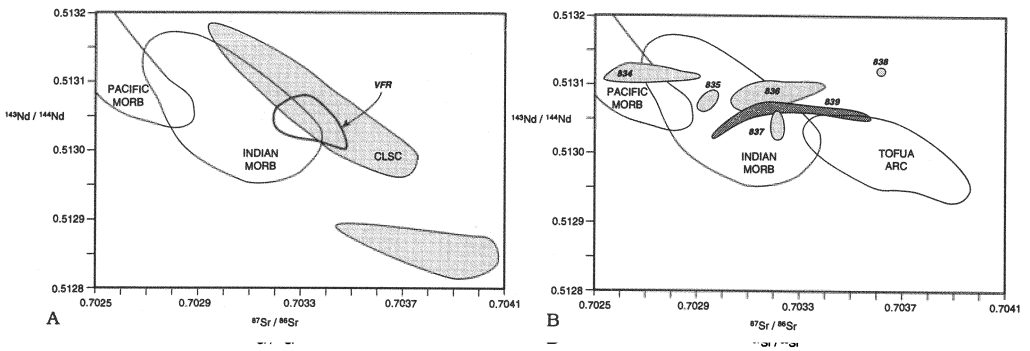 0.5132
0.5131
0.5130
0.5129
0.5128
¹⁴³Nd / ¹⁴⁴Nd
PACIFIC
MORB
INDIAN
MORB
VFR
CLSC
0.7025
0.7029
0.7033
0.7037
0.7041
⁸⁷Sr / ⁸⁶Sr
A
0.5132
0.5131
0.5130
0.5129
0.5128
¹⁴³Nd / ¹⁴⁴Nd
834
PACIFIC
MORB
835
836
837
838
839
INDIAN
MORB
TOFUA
ARC
0.7025
0.7029
0.7033
0.7037
0.7041
⁸⁷Sr / ⁸⁶Sr
B